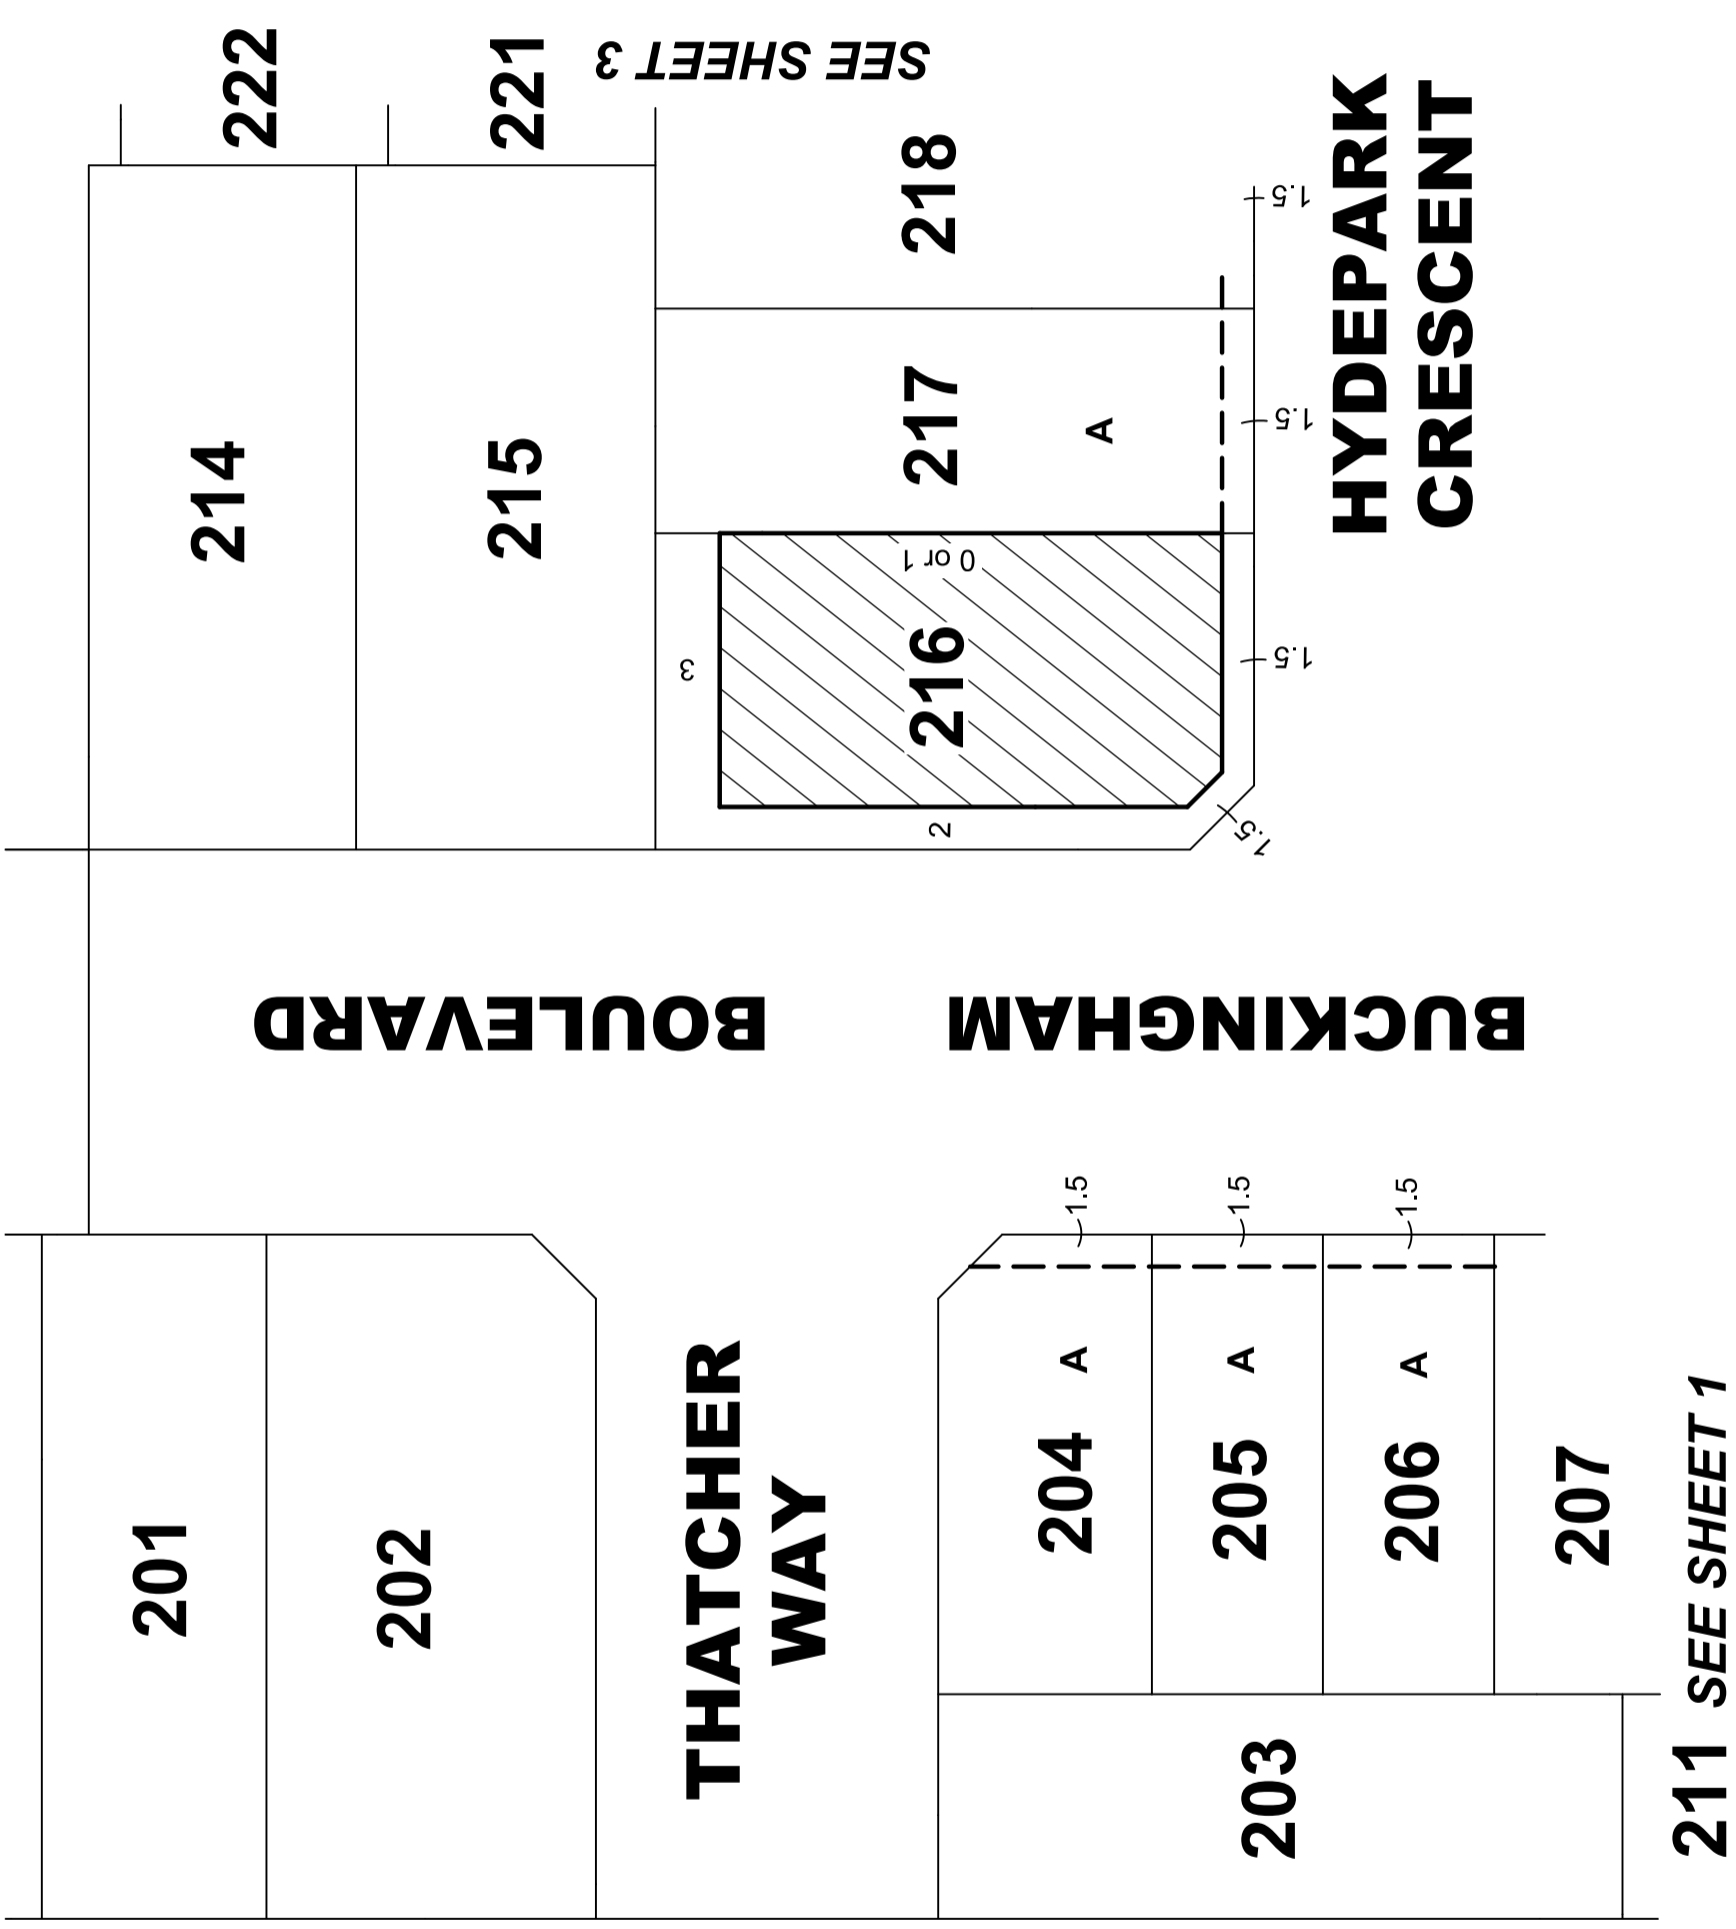 222
221
SEE SHEET 3
218
214
215
217
A
1.5
1.5
HYDEPARK
CRESCENT
0 or 1
216
3
2
1.5
1.5
BUCKINGHAM
BOULEVARD
1.5
1.5
1.5
201
202
THATCHER
WAY
204
A
205
A
206
A
207
203
211
SEE SHEET 1